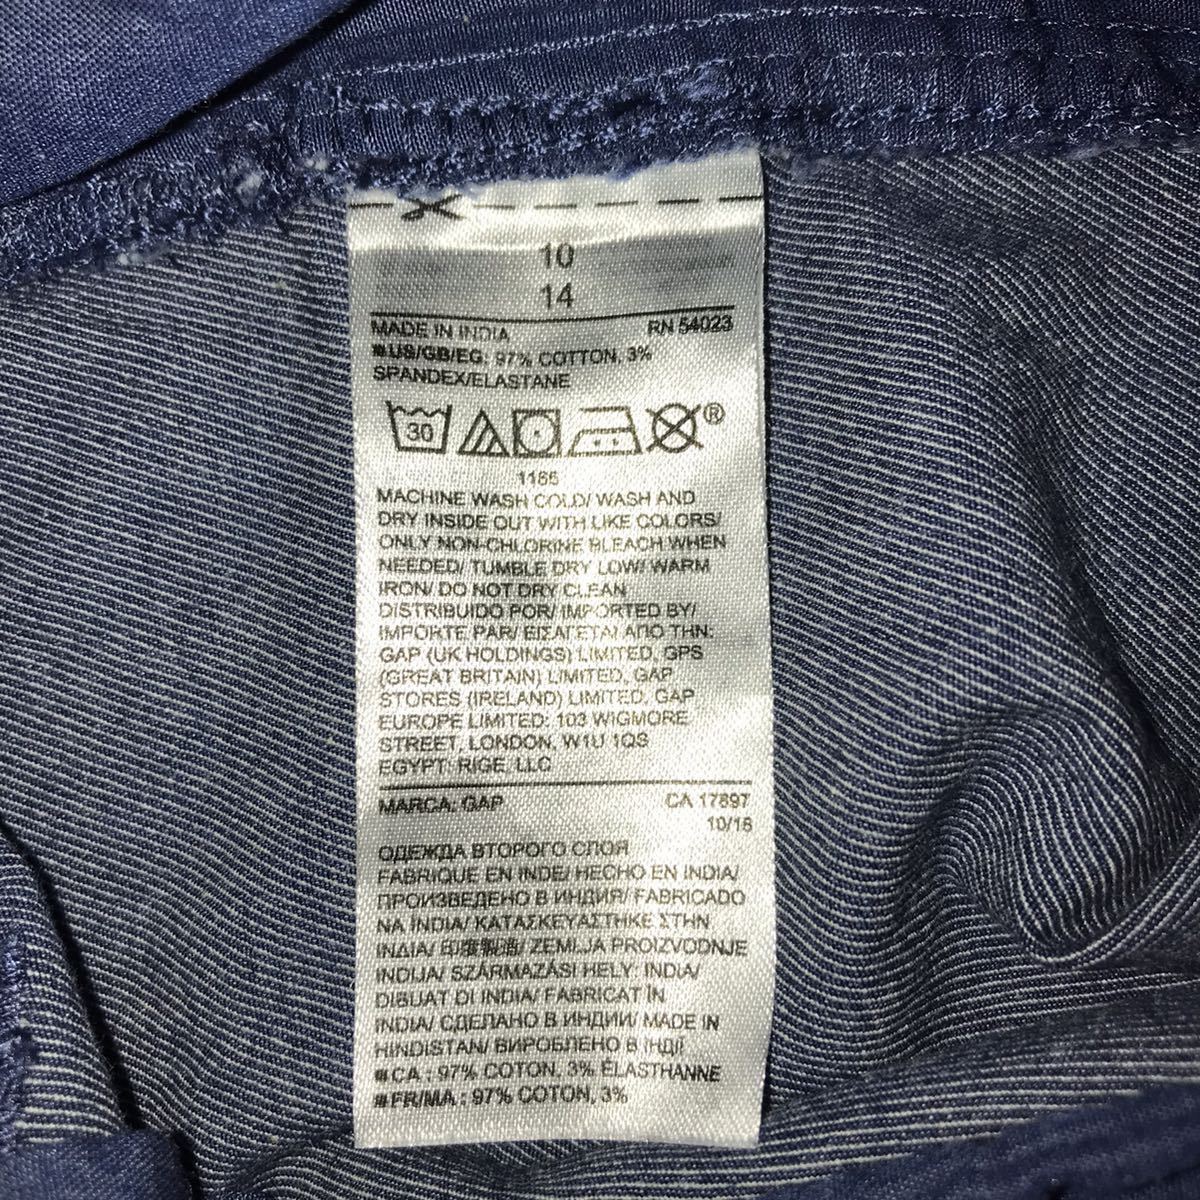 10
14
MADE IN INDIA RN 54023
US/GB/EG: 97% COTTON, 3%
SPANDEX/ELASTANE
30 ®
1166
MACHINE WASH COLD/ WASH AND
DRY INSIDE OUT WITH LIKE COLORS/
ONLY NON-CHLORINE BLEACH WHEN
NEEDED/ TUMBLE DRY LOW/ WARM
IRON/ DO NOT DRY CLEAN
DISTRIBUIDO POR/ IMPORTED BY/
IMPORTE PAR/ ΕΙΣΑΓΕΤΑΙ ΑΠΟ ΤΗΝ:
GAP (UK HOLDINGS) LIMITED, GPS
(GREAT BRITAIN) LIMITED, GAP
STORES (IRELAND) LIMITED, GAP
EUROPE LIMITED: 103 WIGMORE
STREET, LONDON, W1U 1QS
EGYPT: RIGE, LLC
MARCA: GAP CA 17897
10/16
ОДЕЖДА ВТОРОГО СЛОЯ
FABRIQUE EN INDE/ HECHO EN INDIA/
ПРОИЗВЕДЕНО В ИНДИЯ/ FABRICADO
NA ÍNDIA/ ΚΑΤΑΣΚΕΥΑΣΤΗΚΕ ΣΤΗΝ
ΙΝΔΙΑ/ 印度製造/ ZEMLJA PROIZVODNJE
INDIJA/ SZÁRMAZÁSI HELY: INDIA/
DIBUAT DI INDIA/ FABRICAT ÎN
INDIA/ СДЕЛАНО В ИНДИИ/ MADE IN
HINDISTAN/ ВИРОБЛЕНО В ІНДІЇ
CA : 97% COTON, 3% ÉLASTHANNE
FR/MA : 97% COTON, 3%